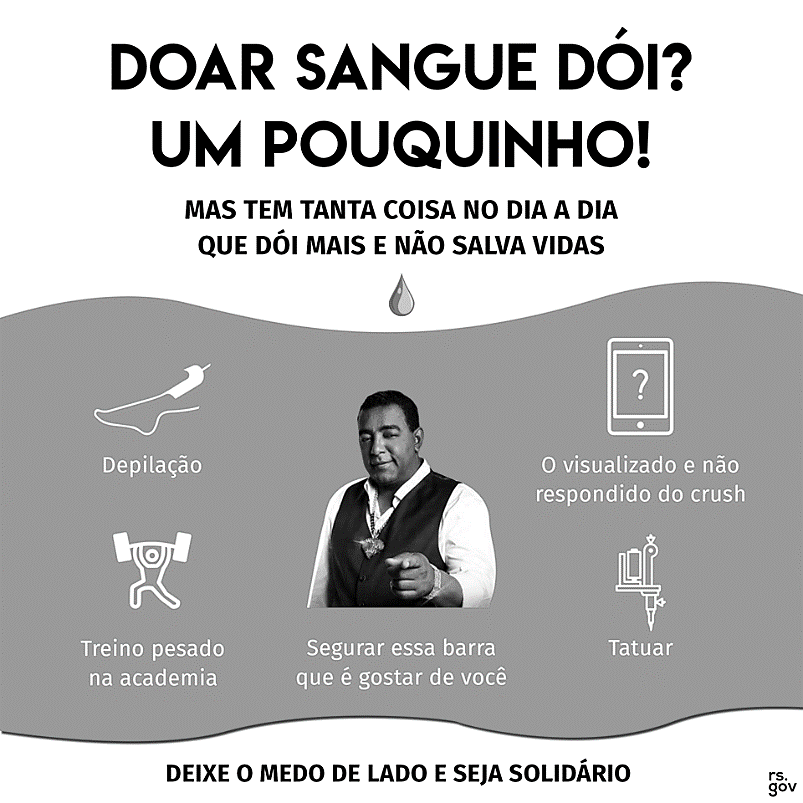 DOAR SANGUE DÓI?
UM POUQUINHO!
MAS TEM TANTA COISA NO DIA A DIA
QUE DÓI MAIS E NÃO SALVA VIDAS
Depilação
?
O visualizado e não
respondido do crush
Treino pesado
na academia
Segurar essa barra
que é gostar de você
Tatuar
DEIXE O MEDO DE LADO E SEJA SOLIDÁRIO
rs.
gov